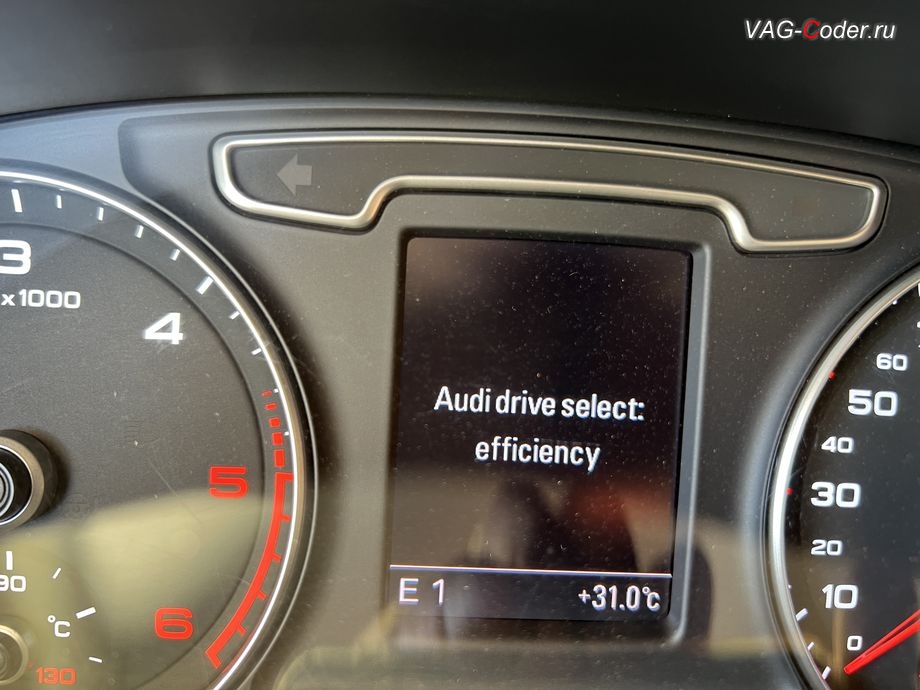 VAG-Coder.ru
3
x1000
4
5
6
90
°C
130
Audi drive select:
efficiency
E 1
+31.0°C
60
50
40
30
20
10
0